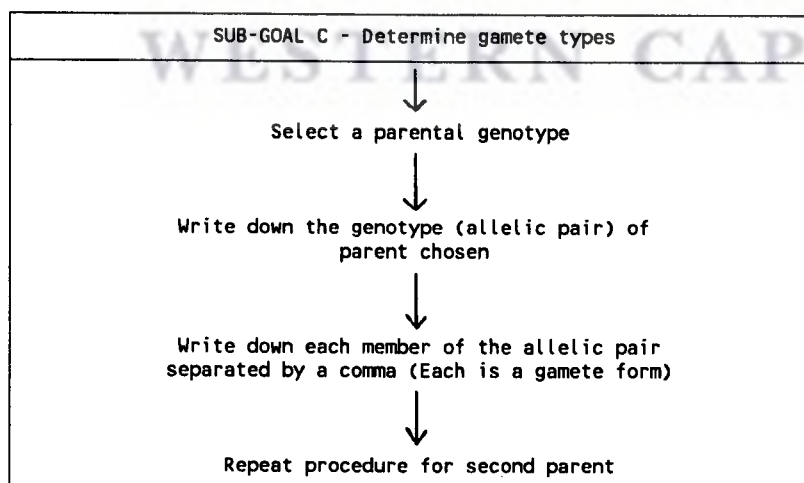 SUB-GOAL C - Determine gamete types
WESTERN CAP
Select a parental genotype
Write down the genotype (allelic pair) of
parent chosen
Write down each member of the allelic pair
separated by a comma (Each is a gamete form)
Repeat procedure for second parent